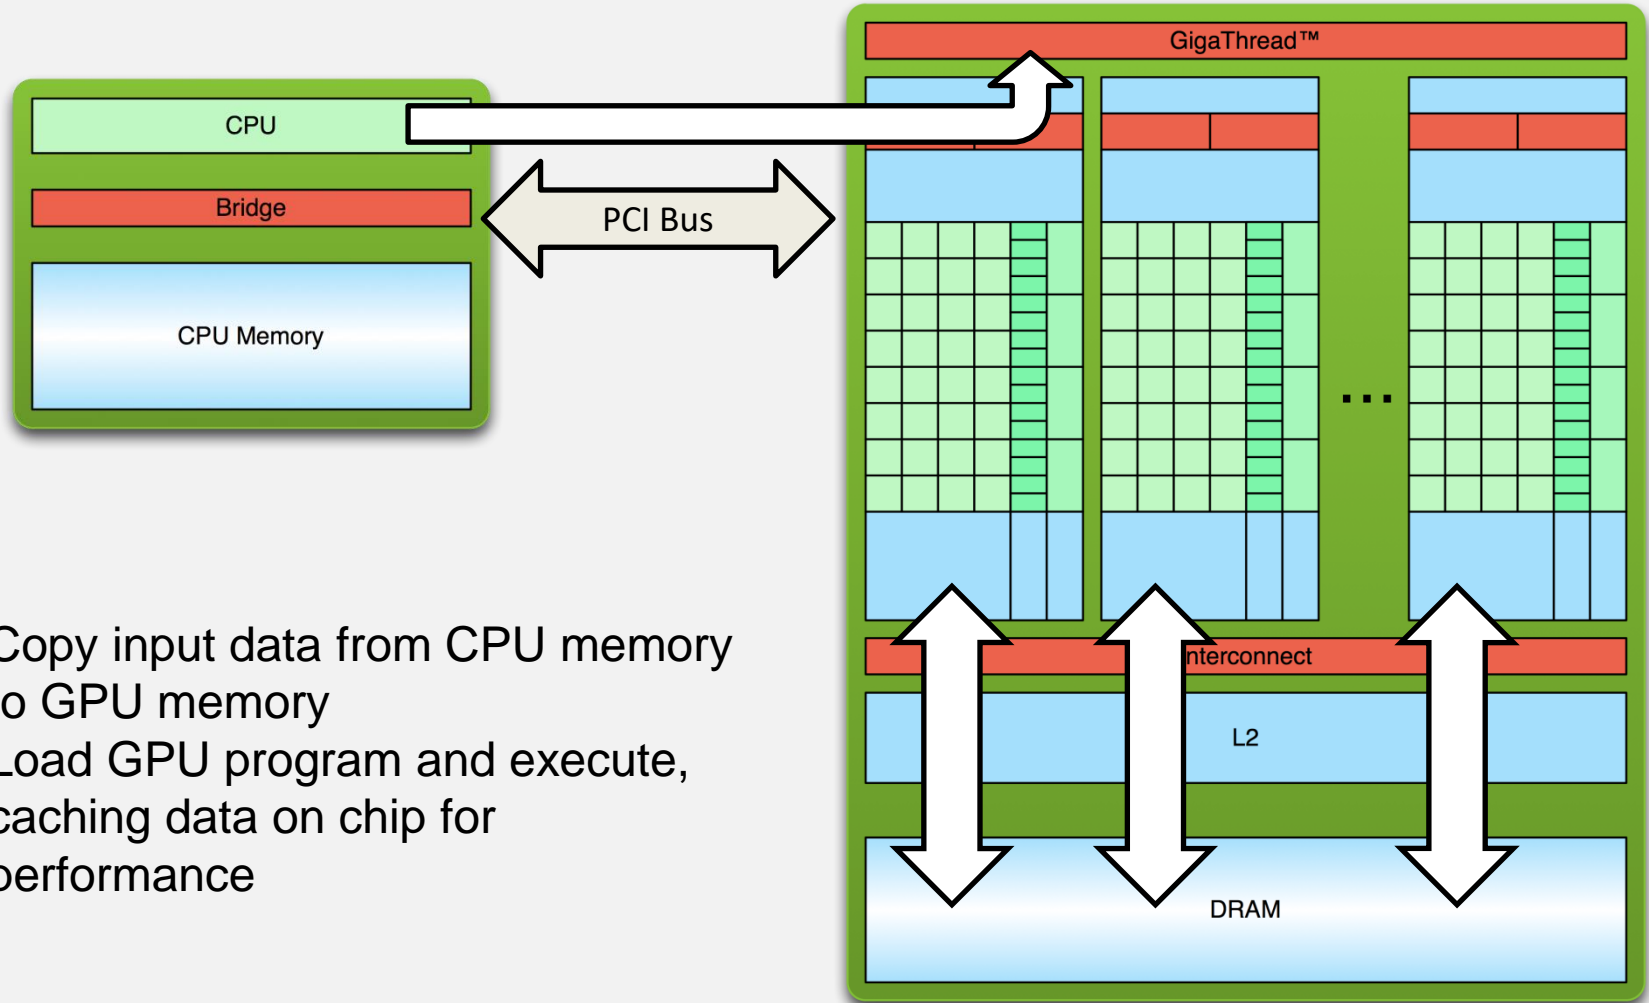 GigaThread™
CPU
Bridge
PCI Bus
CPU Memory
...
Copy input data from CPU memory
to GPU memory
Load GPU program and execute,
caching data on chip for
performance
nterconnect
L2
DRAM